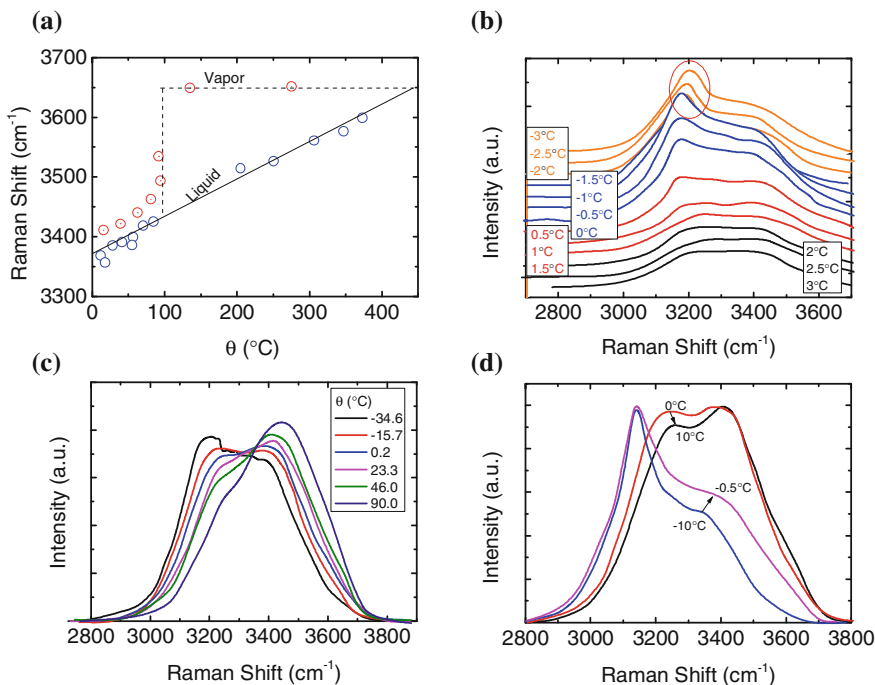 (a)
3700
3600
3500
3400
3300
Raman Shift (cm-1)
Vapor
Liquid
0
100
200
300
400
θ (°C)
(b)
Intensity (a.u.)
-3°C
-2.5°C
-2°C
-1.5°C
-1°C
-0.5°C
0°C
0.5°C
1°C
1.5°C
2°C
2.5°C
3°C
2800
3000
3200
3400
3600
Raman Shift (cm-1)
(c)
Intensity (a.u.)
θ (°C)
-34.6
-15.7
0.2
23.3
46.0
90.0
2800
3000
3200
3400
3600
3800
Raman Shift (cm-1)
(d)
Intensity (a.u.)
0°C
10°C
-0.5°C
-10°C
2800
3000
3200
3400
3600
3800
Raman Shift (cm-1)